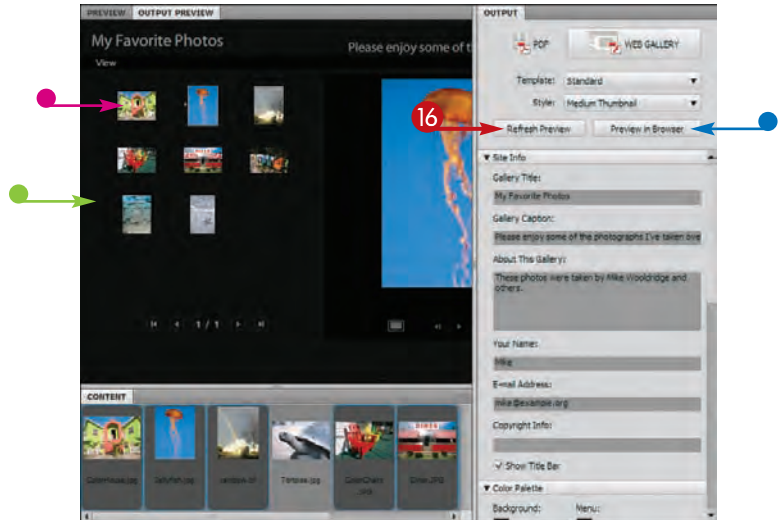 PREVIEW OUTPUT PREVIEW
My Favorite Photos
Please enjoy some of t
View
1 / 1
CONTENT
ColorHouse.jpg Jellyfish.jpg rainbow.tif Tortoise.jpg ColorChairs.jpg Diner.JPG
OUTPUT
PDF WEB GALLERY
Template: Standard
Style: Medium Thumbnail
16
Refresh Preview Preview in Browser
Site Info
Gallery Title:
My Favorite Photos
Gallery Caption:
Please enjoy some of the photographs I've taken ove
About This Gallery:
These photos were taken by Mike Wooldridge and
others.
Your Name:
Mike
E-mail Address:
mike@example.org
Copyright Info:
Show Title Bar
Color Palette
Background: Menu: